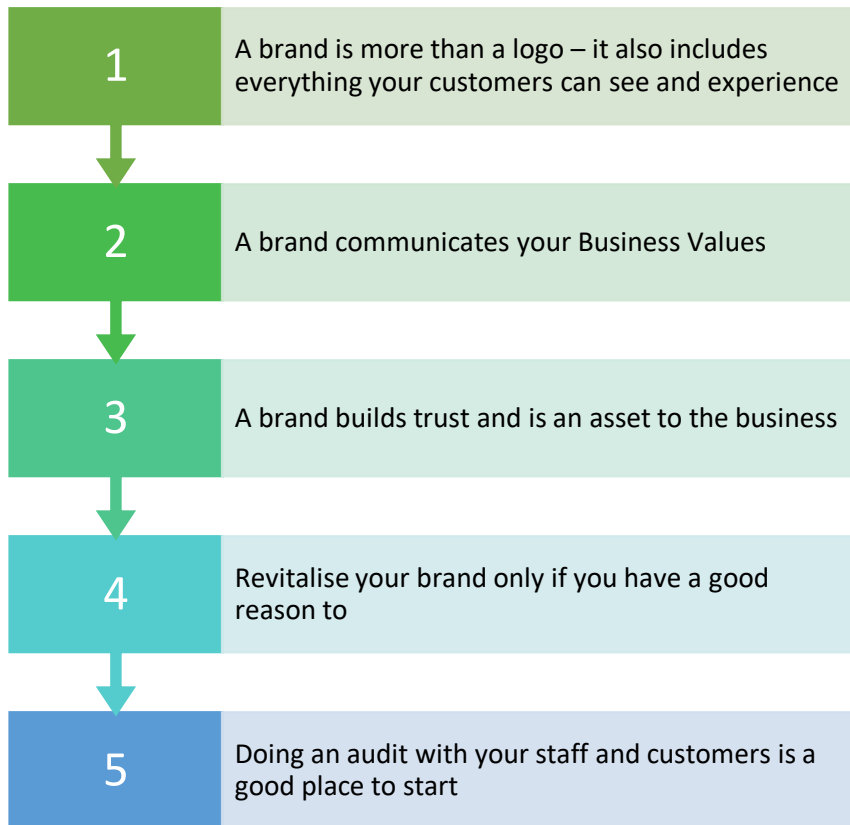 1
A brand is more than a logo – it also includes
everything your customers can see and experience
2
A brand communicates your Business Values
3
A brand builds trust and is an asset to the business
4
Revitalise your brand only if you have a good
reason to
5
Doing an audit with your staff and customers is a
good place to start